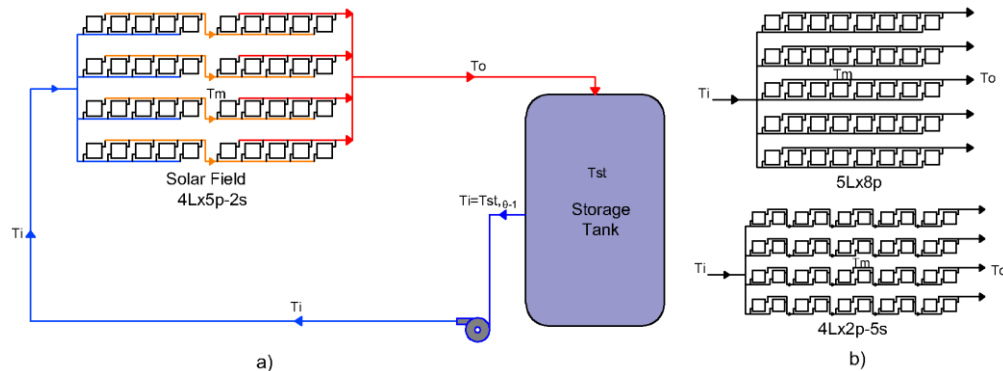 To
Tm
Solar Field
4Lx5p-2s
Ti
Ti
Ti=Tst,θ-1
Tst
Storage
Tank
a)
Tm
Ti
To
5Lx8p
Tm
Ti
To
4Lx2p-5s
b)